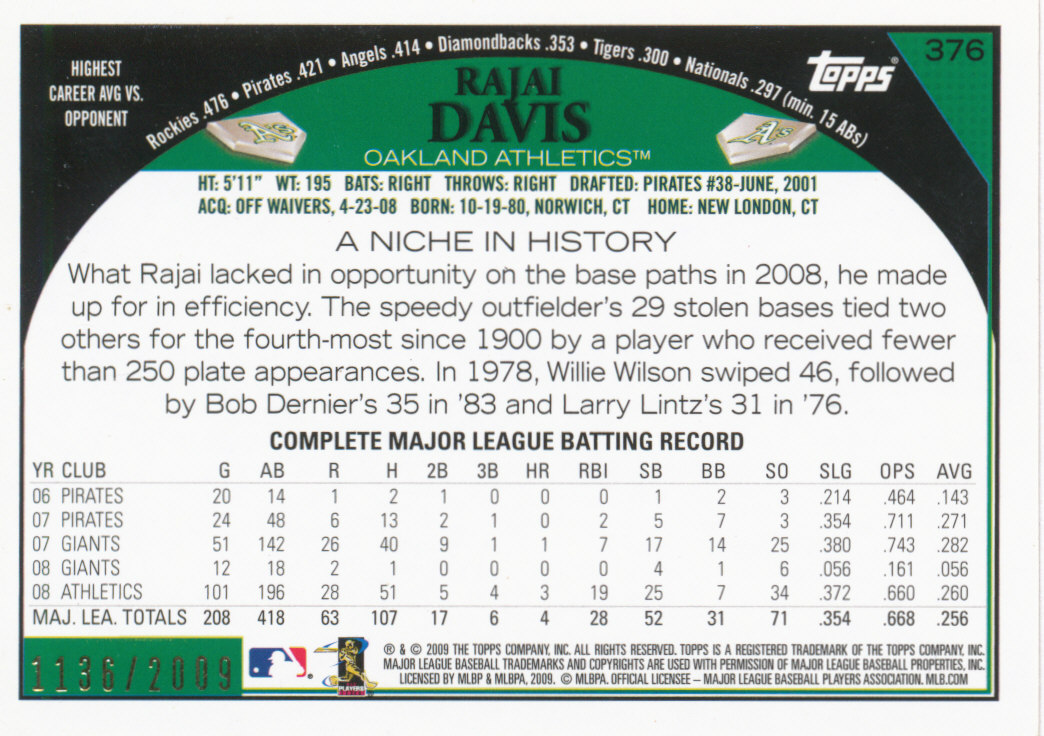 HIGHEST
CAREER AVG VS.
OPPONENT
Rockies .476 • Pirates .421 • Angels .414 • Diamondbacks .353 • Tigers .300 • Nationals .297 (min. 15 ABs)
Topps®
376
RAJAI
DAVIS
A's
A's
OAKLAND ATHLETICS™
HT: 5'11" WT: 195 BATS: RIGHT THROWS: RIGHT DRAFTED: PIRATES #38-JUNE, 2001
ACQ: OFF WAIVERS, 4-23-08 BORN: 10-19-80, NORWICH, CT HOME: NEW LONDON, CT
A NICHE IN HISTORY
What Rajai lacked in opportunity on the base paths in 2008, he made
up for in efficiency. The speedy outfielder's 29 stolen bases tied two
others for the fourth-most since 1900 by a player who received fewer
than 250 plate appearances. In 1978, Willie Wilson swiped 46, followed
by Bob Dernier's 35 in '83 and Larry Lintz's 31 in '76.
COMPLETE MAJOR LEAGUE BATTING RECORD
YR CLUB G AB R H 2B 3B HR RBI SB BB SO SLG OPS AVG
06 PIRATES 20 14 1 2 1 0 0 0 1 2 3 .214 .464 .143
07 PIRATES 24 48 6 13 2 1 0 2 5 7 3 .354 .711 .271
07 GIANTS 51 142 26 40 9 1 1 7 17 14 25 .380 .743 .282
08 GIANTS 12 18 2 1 0 0 0 0 4 1 6 .056 .161 .056
08 ATHLETICS 101 196 28 51 5 4 3 19 25 7 34 .372 .660 .260
MAJ. LEA. TOTALS 208 418 63 107 17 6 4 28 52 31 71 .354 .668 .256
1136/2009
PLAYERS
® & © 2009 THE TOPPS COMPANY, INC. ALL RIGHTS RESERVED. TOPPS IS A REGISTERED TRADEMARK OF THE TOPPS COMPANY, INC.
MAJOR LEAGUE BASEBALL TRADEMARKS AND COPYRIGHTS ARE USED WITH PERMISSION OF MAJOR LEAGUE BASEBALL PROPERTIES, INC.
LICENSED BY MLBP & MLBPA, 2009. © MLBPA. OFFICIAL LICENSEE – MAJOR LEAGUE BASEBALL PLAYERS ASSOCIATION. MLB.COM